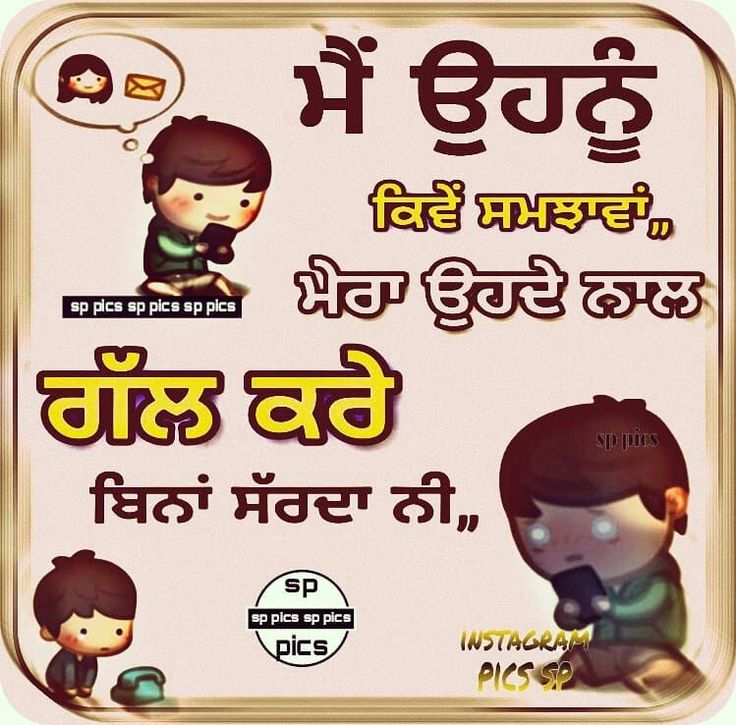 ਮੈਂ ਉਹਨੂੰ
ਕਿਵੇਂ ਸਮਝਾਵਾਂ,,
ਮੇਰਾ ਉਹਦੇ ਨਾਲ
sp pics sp pics sp pics
ਗੱਲ ਕਰੇ
sp pics
ਬਿਨਾਂ ਸੱਰਦਾ ਨੀ,,
sp
sp pics sp pics
pics
INSTAGRAM
PICS SP